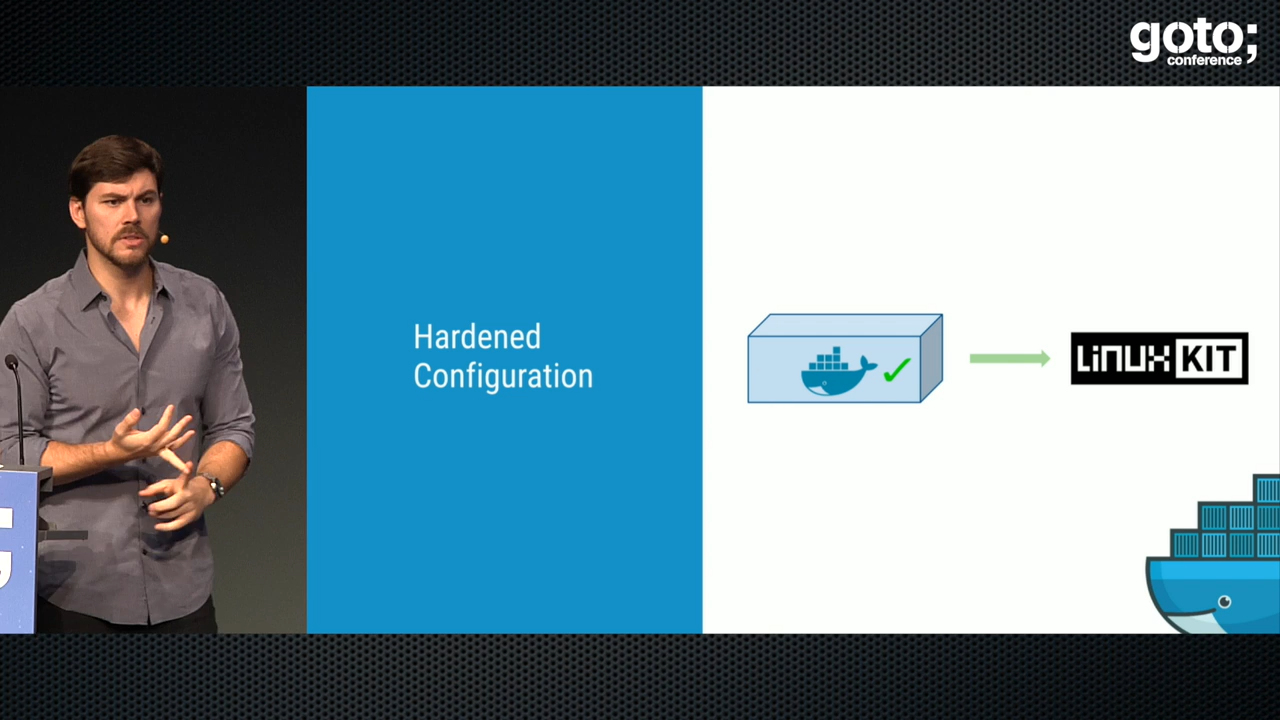 goto;
conference
Hardened
Configuration
LiNUX KIT